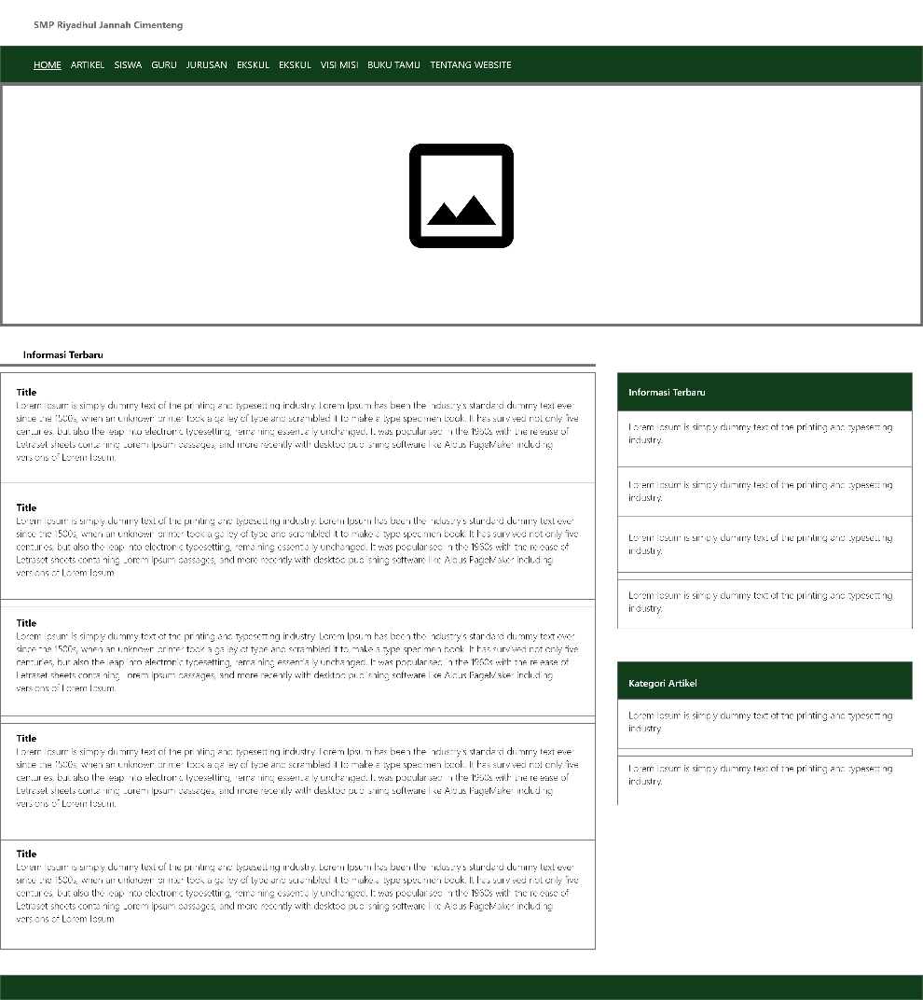 SMP Riyadhul Jannah Cimenteng
HOME ARTIKEL SISWA GURU JURUSAN EKSKUL EKSKUL VISI MISI BUKU TAMU TENTANG WEBSITE
Informasi Terbaru
Title
Lorem Ipsum is simply dummy text of the printing and typesetting industry. Lorem Ipsum has been the industry's standard dummy text ever
since the 1500s, when an unknown printer took a galley of type and scrambled it to make a type specimen book. It has survived not only five
centuries, but also the leap into electronic typesetting, remaining essentially unchanged. It was popularised in the 1960s with the release of
Letraset sheets containing Lorem Ipsum passages, and more recently with desktop publishing software like Aldus PageMaker including
versions of Lorem Ipsum.
Title
Lorem Ipsum is simply dummy text of the printing and typesetting industry. Lorem Ipsum has been the industry's standard dummy text ever
since the 1500s, when an unknown printer took a galley of type and scrambled it to make a type specimen book. It has survived not only five
centuries, but also the leap into electronic typesetting, remaining essentially unchanged. It was popularised in the 1960s with the release of
Letraset sheets containing Lorem Ipsum passages, and more recently with desktop publishing software like Aldus PageMaker including
versions of Lorem Ipsum.
Title
Lorem Ipsum is simply dummy text of the printing and typesetting industry. Lorem Ipsum has been the industry's standard dummy text ever
since the 1500s, when an unknown printer took a galley of type and scrambled it to make a type specimen book. It has survived not only five
centuries, but also the leap into electronic typesetting, remaining essentially unchanged. It was popularised in the 1960s with the release of
Letraset sheets containing Lorem Ipsum passages, and more recently with desktop publishing software like Aldus PageMaker including
versions of Lorem Ipsum.
Title
Lorem Ipsum is simply dummy text of the printing and typesetting industry. Lorem Ipsum has been the industry's standard dummy text ever
since the 1500s, when an unknown printer took a galley of type and scrambled it to make a type specimen book. It has survived not only five
centuries, but also the leap into electronic typesetting, remaining essentially unchanged. It was popularised in the 1960s with the release of
Letraset sheets containing Lorem Ipsum passages, and more recently with desktop publishing software like Aldus PageMaker including
versions of Lorem Ipsum.
Title
Lorem Ipsum is simply dummy text of the printing and typesetting industry. Lorem Ipsum has been the industry's standard dummy text ever
since the 1500s, when an unknown printer took a galley of type and scrambled it to make a type specimen book. It has survived not only five
centuries, but also the leap into electronic typesetting, remaining essentially unchanged. It was popularised in the 1960s with the release of
Letraset sheets containing Lorem Ipsum passages, and more recently with desktop publishing software like Aldus PageMaker including
versions of Lorem Ipsum.
Informasi Terbaru
Lorem Ipsum is simply dummy text of the printing and typesetting
industry.
Lorem Ipsum is simply dummy text of the printing and typesetting
industry.
Lorem Ipsum is simply dummy text of the printing and typesetting
industry.
Lorem Ipsum is simply dummy text of the printing and typesetting
industry.
Kategori Artikel
Lorem Ipsum is simply dummy text of the printing and typesetting
industry.
Lorem Ipsum is simply dummy text of the printing and typesetting
industry.